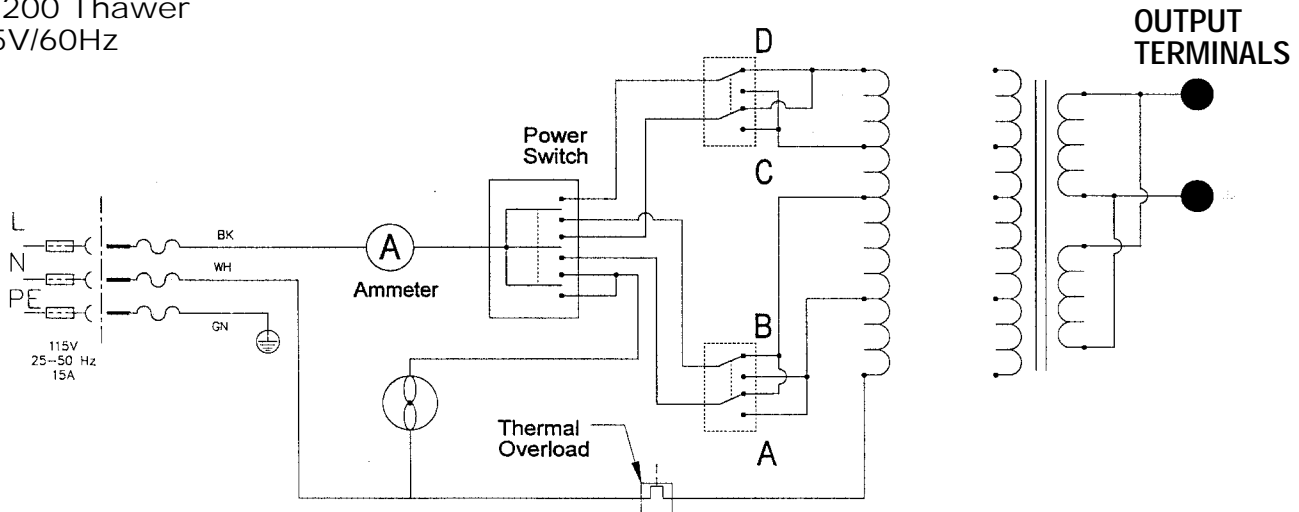 200 Thawer
5V/60Hz
OUTPUT
TERMINALS
D
Power
Switch
C
L
BK
A
N
WH
Ammeter
PE
GN
B
115V
25--50 Hz
15A
Thermal
Overload
A